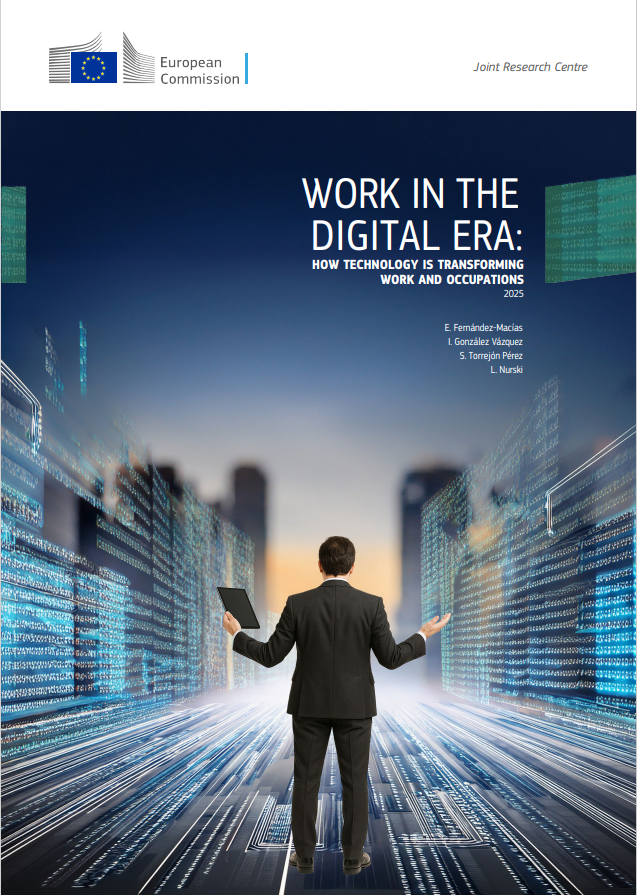 European
Commission
Joint Research Centre
WORK IN THE
DIGITAL ERA:
HOW TECHNOLOGY IS TRANSFORMING
WORK AND OCCUPATIONS
2025
E. Fernández-Macías
I. González Vázquez
S. Torrejón Pérez
L. Nurski